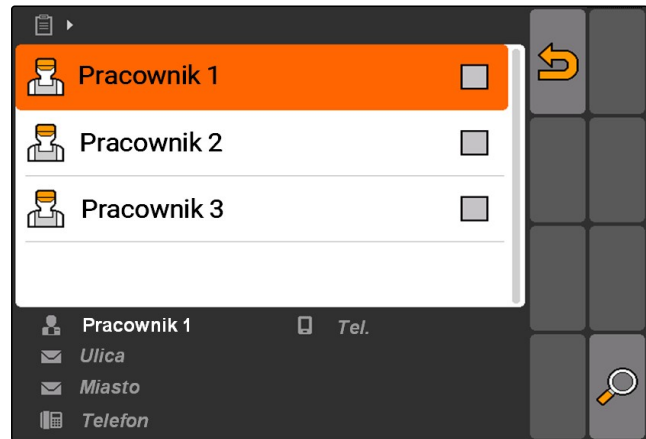 Pracownik 1
Pracownik 2
Pracownik 3
Pracownik 1 Tel.
Ulica
Miasto
Telefon